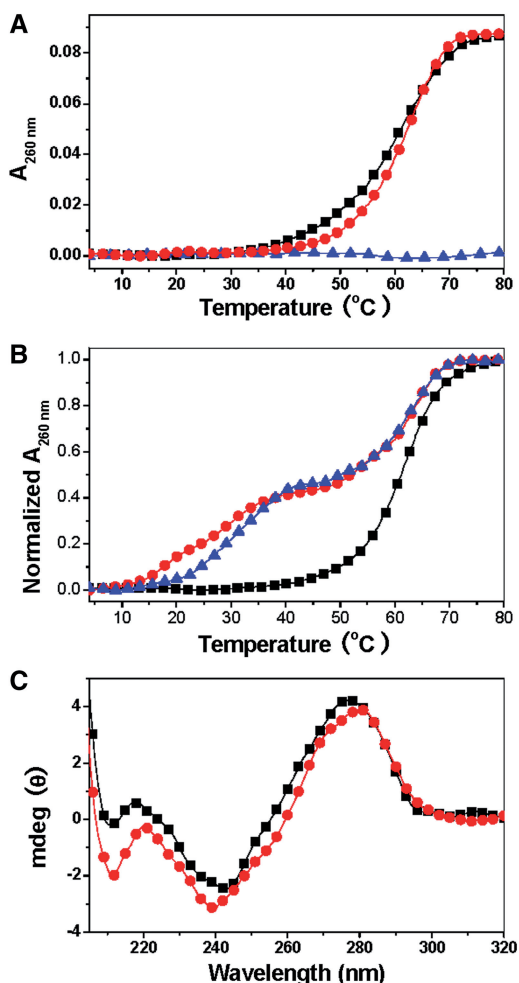 A
A260 nm
0.08
0.06
0.04
0.02
0.00
10 20 30 40 50 60 70 80
Temperature (oC)
B
Normalized A260 nm
1.0
0.8
0.6
0.4
0.2
0.0
10 20 30 40 50 60 70 80
Temperature (oC)
C
mdeg (θ)
4
2
0
-2
-4
220 240 260 280 300 320
Wavelength (nm)